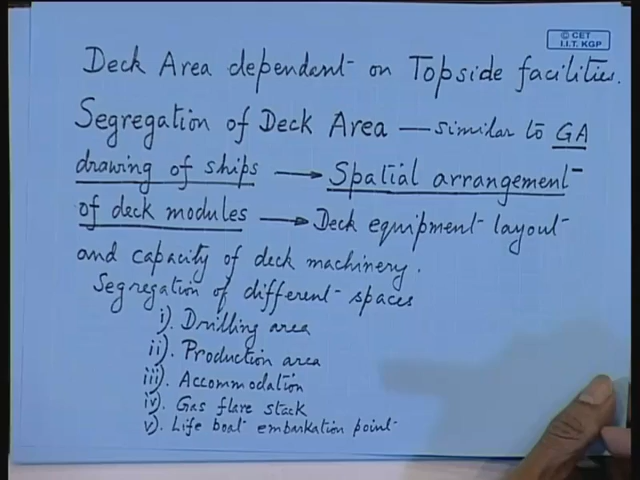 © CET
I.I.T. KGP
Deck Area dependant on Topside facilities.
Segregation of Deck Area — similar to GA
drawing of ships → Spatial arrangement
of deck modules → Deck equipment layout
and capacity of deck machinery.
Segregation of different spaces
i). Drilling area
ii). Production area
iii). Accommodation
iv). Gas flare stack
v). Life boat embarkation point